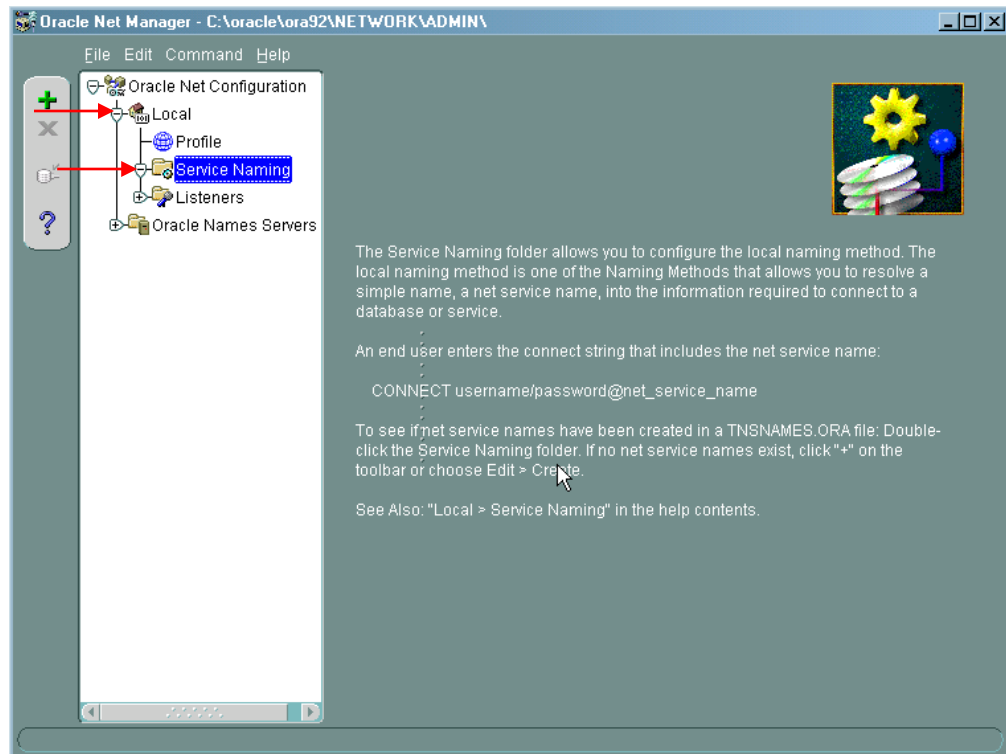 Oracle Net Manager - C:\oracle\ora92\NETWORK\ADMIN\
File Edit Command Help
Oracle Net Configuration
Local
Profile
Service Naming
Listeners
Oracle Names Servers
The Service Naming folder allows you to configure the local naming method. The
local naming method is one of the Naming Methods that allows you to resolve a
simple name, a net service name, into the information required to connect to a
database or service.
An end user enters the connect string that includes the net service name:
CONNECT username/password@net_service_name
To see if net service names have been created in a TNSNAMES.ORA file: Double-
click the Service Naming folder. If no net service names exist, click "+" on the
toolbar or choose Edit > Create.
See Also: "Local > Service Naming" in the help contents.